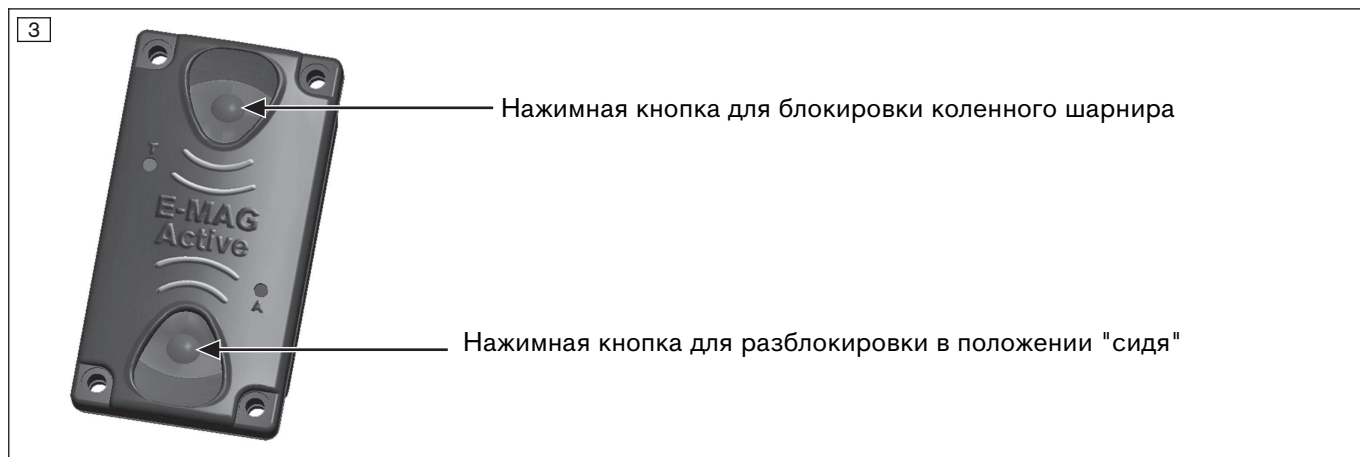 3
Нажимная кнопка для блокировки коленного шарнира
T
E-MAG
Active
A
Нажимная кнопка для разблокировки в положении "сидя"